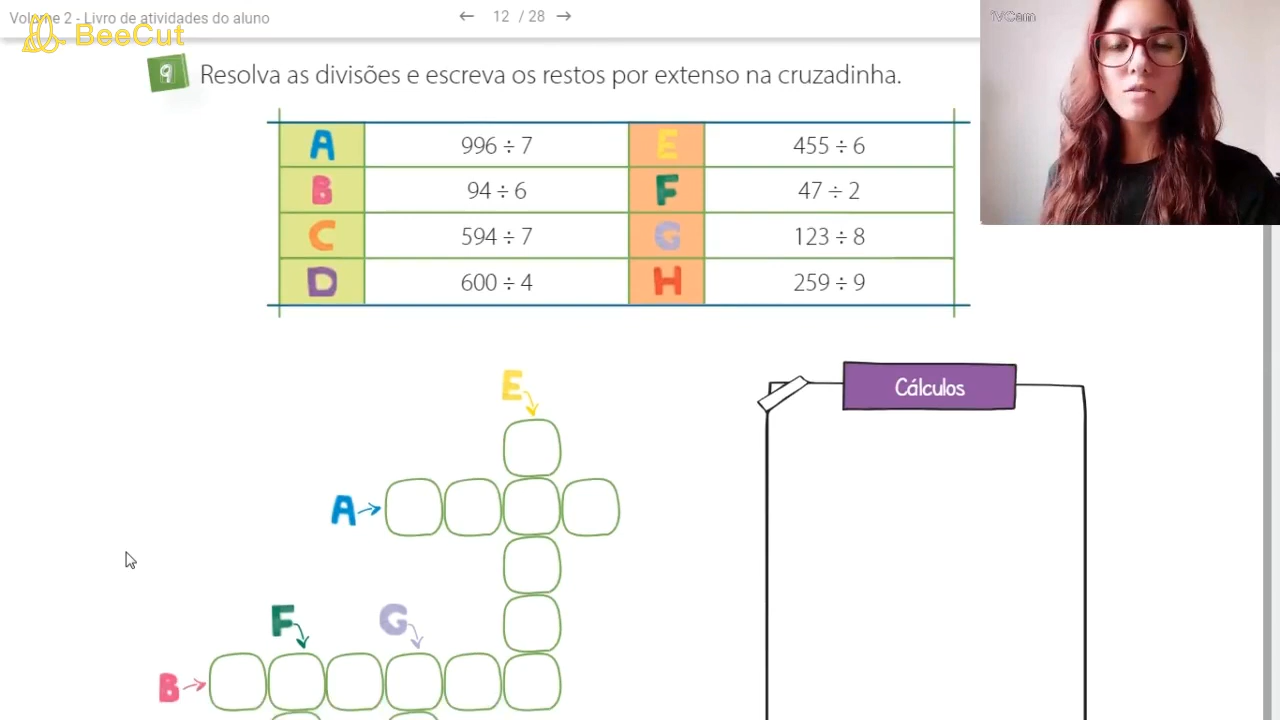 Volume 2 - Livro de atividades do aluno
← 12 / 28 →
iVCam
BeeCut
9 Resolva as divisões e escreva os restos por extenso na cruzadinha.
A 996 ÷ 7 E 455 ÷ 6
B 94 ÷ 6 F 47 ÷ 2
C 594 ÷ 7 G 123 ÷ 8
D 600 ÷ 4 H 259 ÷ 9
Cálculos
E
A
F G
B